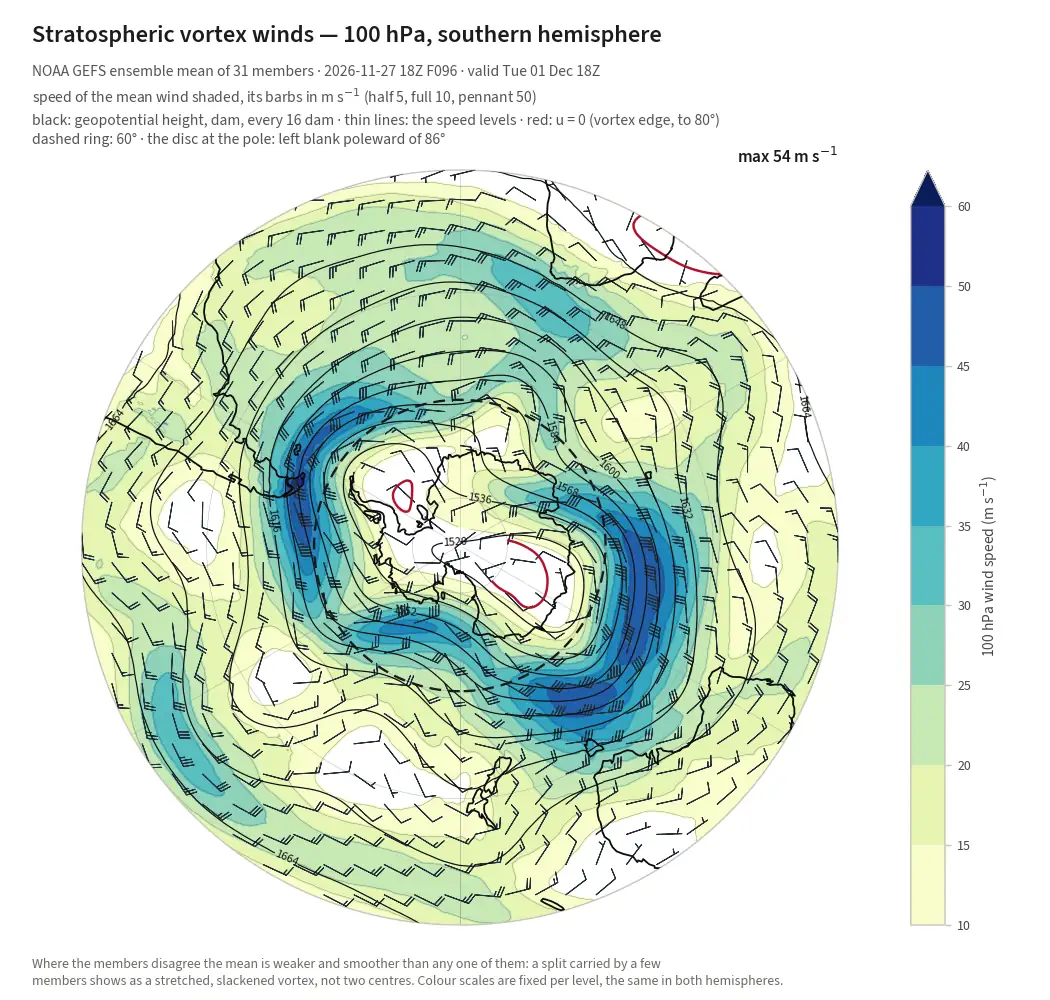 Stratospheric vortex winds — 100 hPa, southern hemisphere
NOAA GEFS ensemble mean of 31 members · 2026-11-27 18Z F096 · valid Tue 01 Dec 18Z
speed of the mean wind shaded, its barbs in m s⁻¹ (half 5, full 10, pennant 50)
black: geopotential height, dam, every 16 dam · thin lines: the speed levels · red: u = 0 (vortex edge, to 80°)
dashed ring: 60° · the disc at the pole: left blank poleward of 86°
max 54 m s⁻¹
60
50
45
40
35
30
25
20
15
10
100 hPa wind speed (m s⁻¹)
1648
1664
1664
1584
1600
1568
1536
1632
1616
1520
1664
Where the members disagree the mean is weaker and smoother than any one of them: a split carried by a few
members shows as a stretched, slackened vortex, not two centres. Colour scales are fixed per level, the same in both hemispheres.